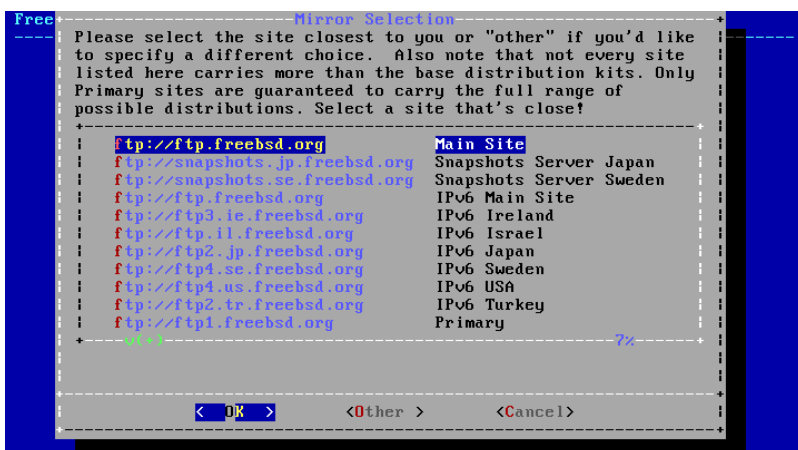 Free
Mirror Selection
Please select the site closest to you or "other" if you'd like
to specify a different choice.  Also note that not every site
listed here carries more than the base distribution kits. Only
Primary sites are guaranteed to carry the full range of
possible distributions. Select a site that's close!
ftp://ftp.freebsd.org Main Site
ftp://snapshots.jp.freebsd.org Snapshots Server Japan
ftp://snapshots.se.freebsd.org Snapshots Server Sweden
ftp://ftp.freebsd.org IPv6 Main Site
ftp://ftp3.ie.freebsd.org IPv6 Ireland
ftp://ftp.il.freebsd.org IPv6 Israel
ftp://ftp2.jp.freebsd.org IPv6 Japan
ftp://ftp4.se.freebsd.org IPv6 Sweden
ftp://ftp4.us.freebsd.org IPv6 USA
ftp://ftp2.tr.freebsd.org IPv6 Turkey
ftp://ftp1.freebsd.org Primary
v(+) 7%
<  OK  > <Other > <Cancel>